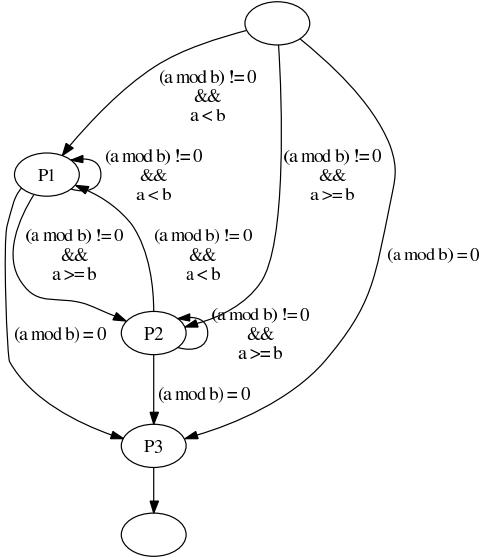 (a mod b) != 0
&&
a < b
P1
(a mod b) != 0
&&
a < b
(a mod b) != 0
&&
a >= b
(a mod b) != 0
&&
a >= b
(a mod b) != 0
&&
a < b
(a mod b) = 0
(a mod b) = 0
P2
(a mod b) != 0
&&
a >= b
(a mod b) = 0
P3